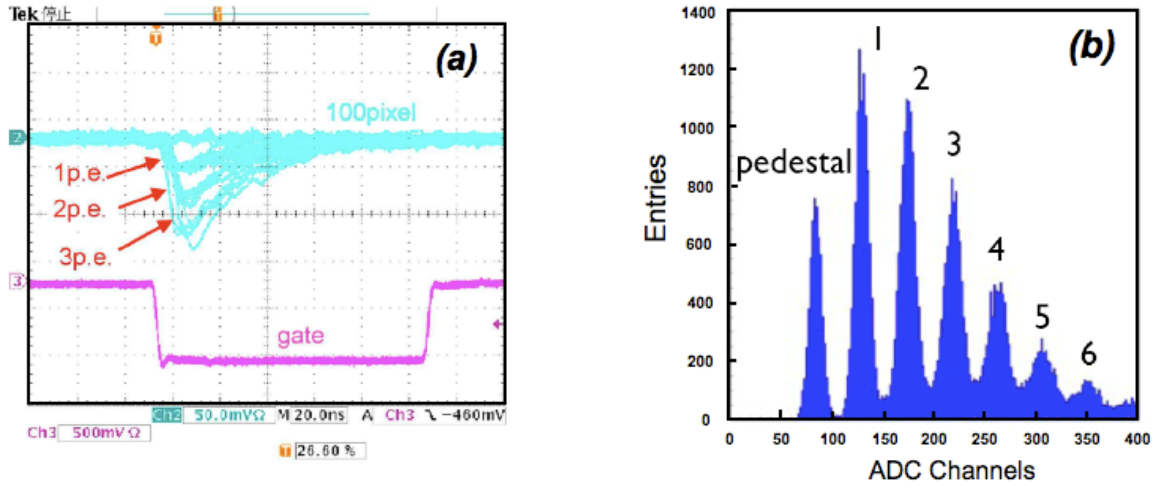 Tek 停止
(a)
2
100pixel
1p.e.
2p.e.
3p.e.
3
gate
Ch2 50.0mVΩ M 20.0ns A Ch3 -460mV
Ch3 500mV Ω
T 26.60 %
(b)
Entries
1400
1200
1000
800
600
400
200
0
pedestal
1
2
3
4
5
6
0 50 100 150 200 250 300 350 400
ADC Channels